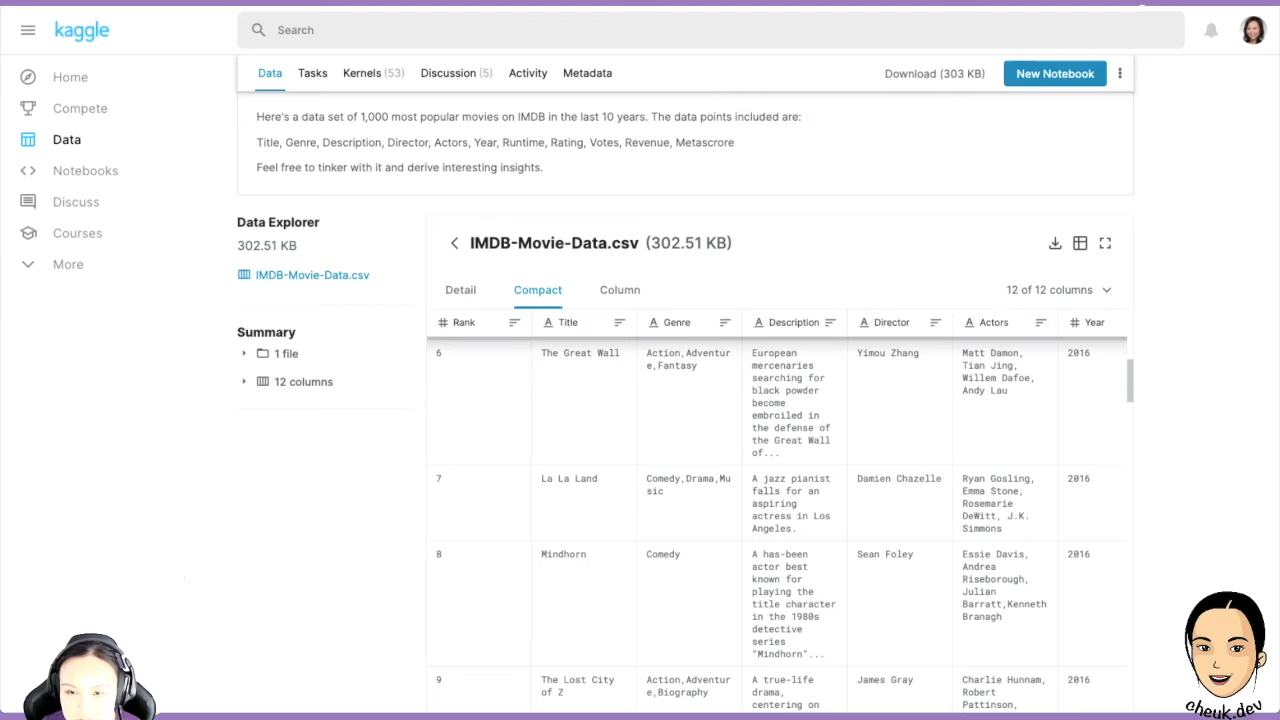 kaggle
Search
Home
Compete
Data
Notebooks
Discuss
Courses
More
Data Tasks Kernels (53) Discussion (5) Activity Metadata Download (303 KB) New Notebook
Here's a data set of 1,000 most popular movies on IMDB in the last 10 years. The data points included are:
Title, Genre, Description, Director, Actors, Year, Runtime, Rating, Votes, Revenue, Metascrore
Feel free to tinker with it and derive interesting insights.
Data Explorer
302.51 KB
IMDB-Movie-Data.csv
Summary
1 file
12 columns
IMDB-Movie-Data.csv (302.51 KB)
Detail Compact Column 12 of 12 columns
# Rank A Title A Genre A Description A Director A Actors # Year
6
The Great Wall
Action,Adventur
e,Fantasy
European
mercenaries
searching for
black powder
become
embroiled in
the defense of
the Great Wall
of...
Yimou Zhang
Matt Damon,
Tian Jing,
Willem Dafoe,
Andy Lau
2016
7
La La Land
Comedy,Drama,Mu
sic
A jazz pianist
falls for an
aspiring
actress in Los
Angeles.
Damien Chazelle
Ryan Gosling,
Emma Stone,
Rosemarie
DeWitt, J.K.
Simmons
2016
8
Mindhorn
Comedy
A has-been
actor best
known for
playing the
title character
in the 1980s
detective
series
"Mindhorn"...
Sean Foley
Essie Davis,
Andrea
Riseborough,
Julian
Barratt,Kenneth
Branagh
2016
9
The Lost City
of Z
Action,Adventur
e,Biography
A true-life
drama,
centering on
James Gray
Charlie Hunnam,
Robert
Pattinson,
2016
cheuk.dev